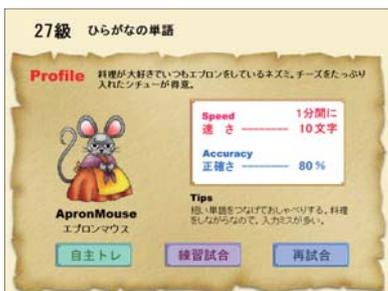 27級 ひらがなの単語
Profile 料理が大好きでいつもエプロンをしているネズミ。チーズをたっぷり
入れたシチューが得意。
Speed 1分間に
速 さ 10文字
Accuracy
正確さ 80%
Tips
短い単語をつなげておしゃべりする。料理
をしながらなので、入力ミスが多い。
ApronMouse
エプロンマウス
自主トレ 練習試合 再試合